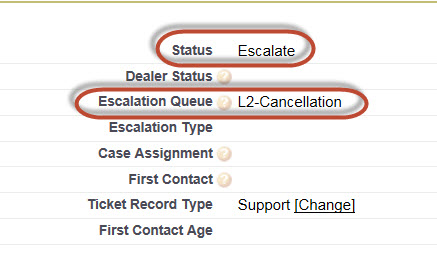 Status Escalate
Dealer Status ?
Escalation Queue ? L2-Cancellation
Escalation Type
Case Assignment ?
First Contact ?
Ticket Record Type Support [Change]
First Contact Age